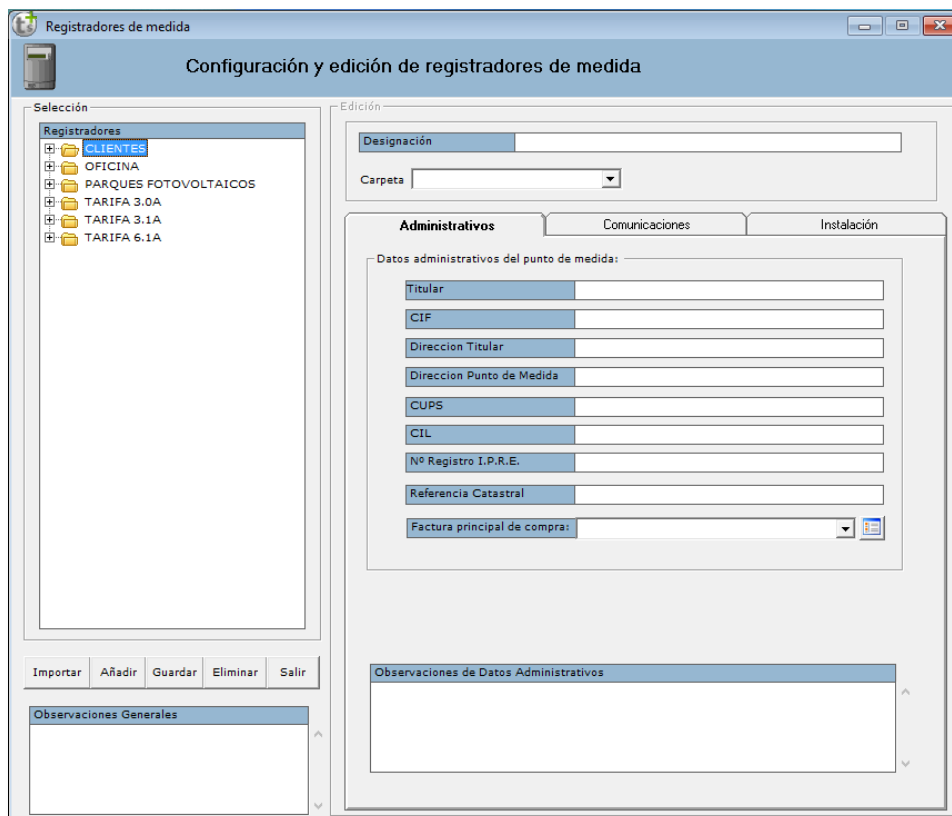 Registradores de medida
Configuración y edición de registradores de medida
Selección
Registradores
CLIENTES
OFICINA
PARQUES FOTOVOLTAICOS
TARIFA 3.0A
TARIFA 3.1A
TARIFA 6.1A
Importar
Añadir
Guardar
Eliminar
Salir
Observaciones Generales
Edición
Designación
Carpeta
Administrativos
Comunicaciones
Instalación
Datos administrativos del punto de medida:
Titular
CIF
Direccion Titular
Direccion Punto de Medida
CUPS
CIL
Nº Registro I.P.R.E.
Referencia Catastral
Factura principal de compra:
Observaciones de Datos Administrativos